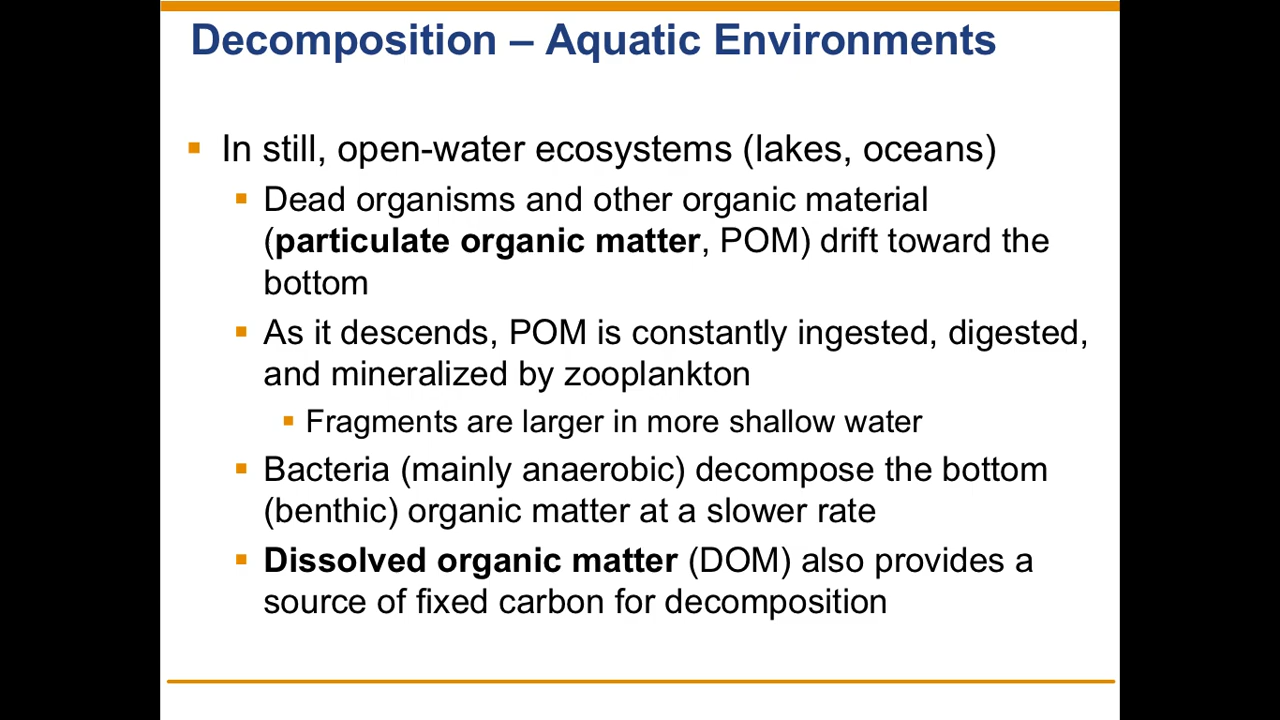 Decomposition – Aquatic Environments
In still, open-water ecosystems (lakes, oceans)
Dead organisms and other organic material
(particulate organic matter, POM) drift toward the
bottom
As it descends, POM is constantly ingested, digested,
and mineralized by zooplankton
Fragments are larger in more shallow water
Bacteria (mainly anaerobic) decompose the bottom
(benthic) organic matter at a slower rate
Dissolved organic matter (DOM) also provides a
source of fixed carbon for decomposition